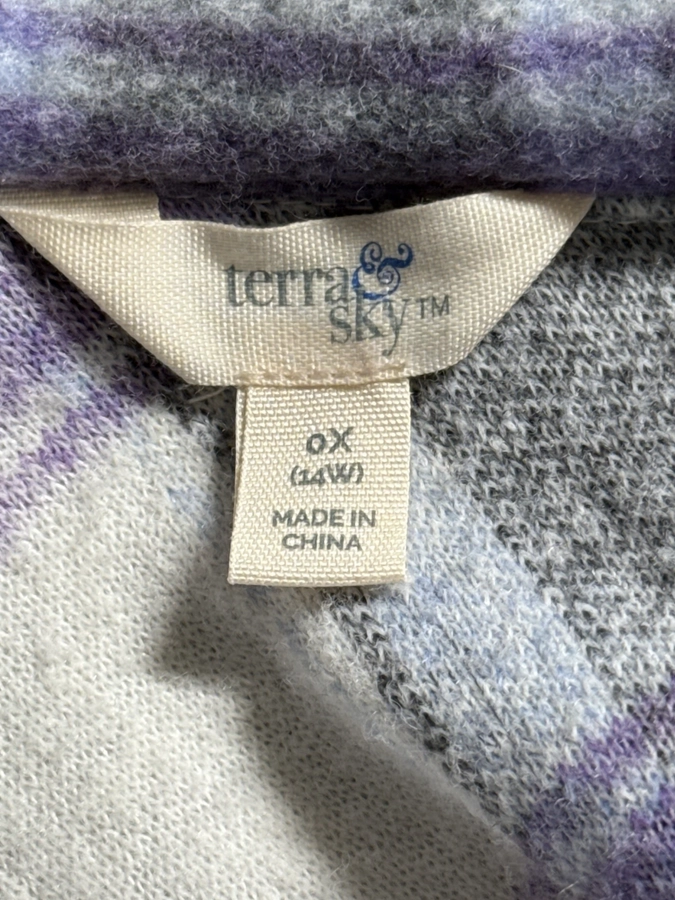 terra &
sky™
0X
(14W)
MADE IN
CHINA